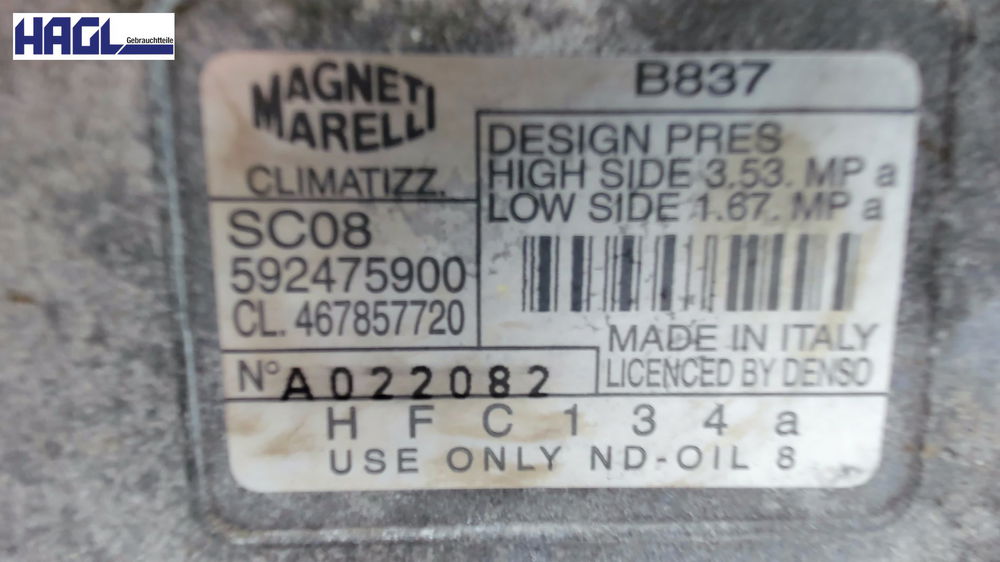 HAGL
Gebrauchtteile
MAGNETI
MARELLI
CLIMATIZZ.
SC08
592475900
CL. 467857720
B837
DESIGN PRES
HIGH SIDE 3.53. MP a
LOW SIDE 1.67. MP a
MADE IN ITALY
LICENCED BY DENSO
N° A022082
H F C 1 3 4 a
USE ONLY ND-OIL 8